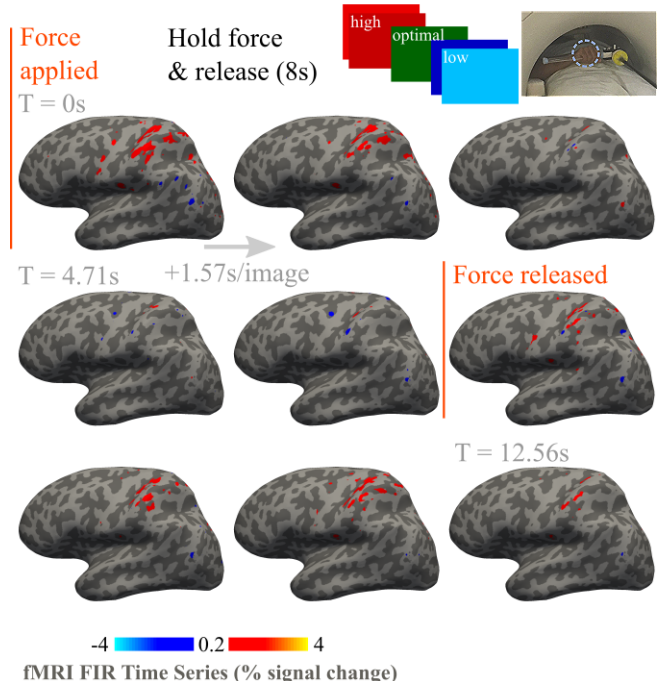 Force
applied
Hold force
& release (8s)
high
optimal
low
T = 0s
T = 4.71s
+1.57s/image
Force released
T = 12.56s
-4 0.2 4
fMRI FIR Time Series (% signal change)